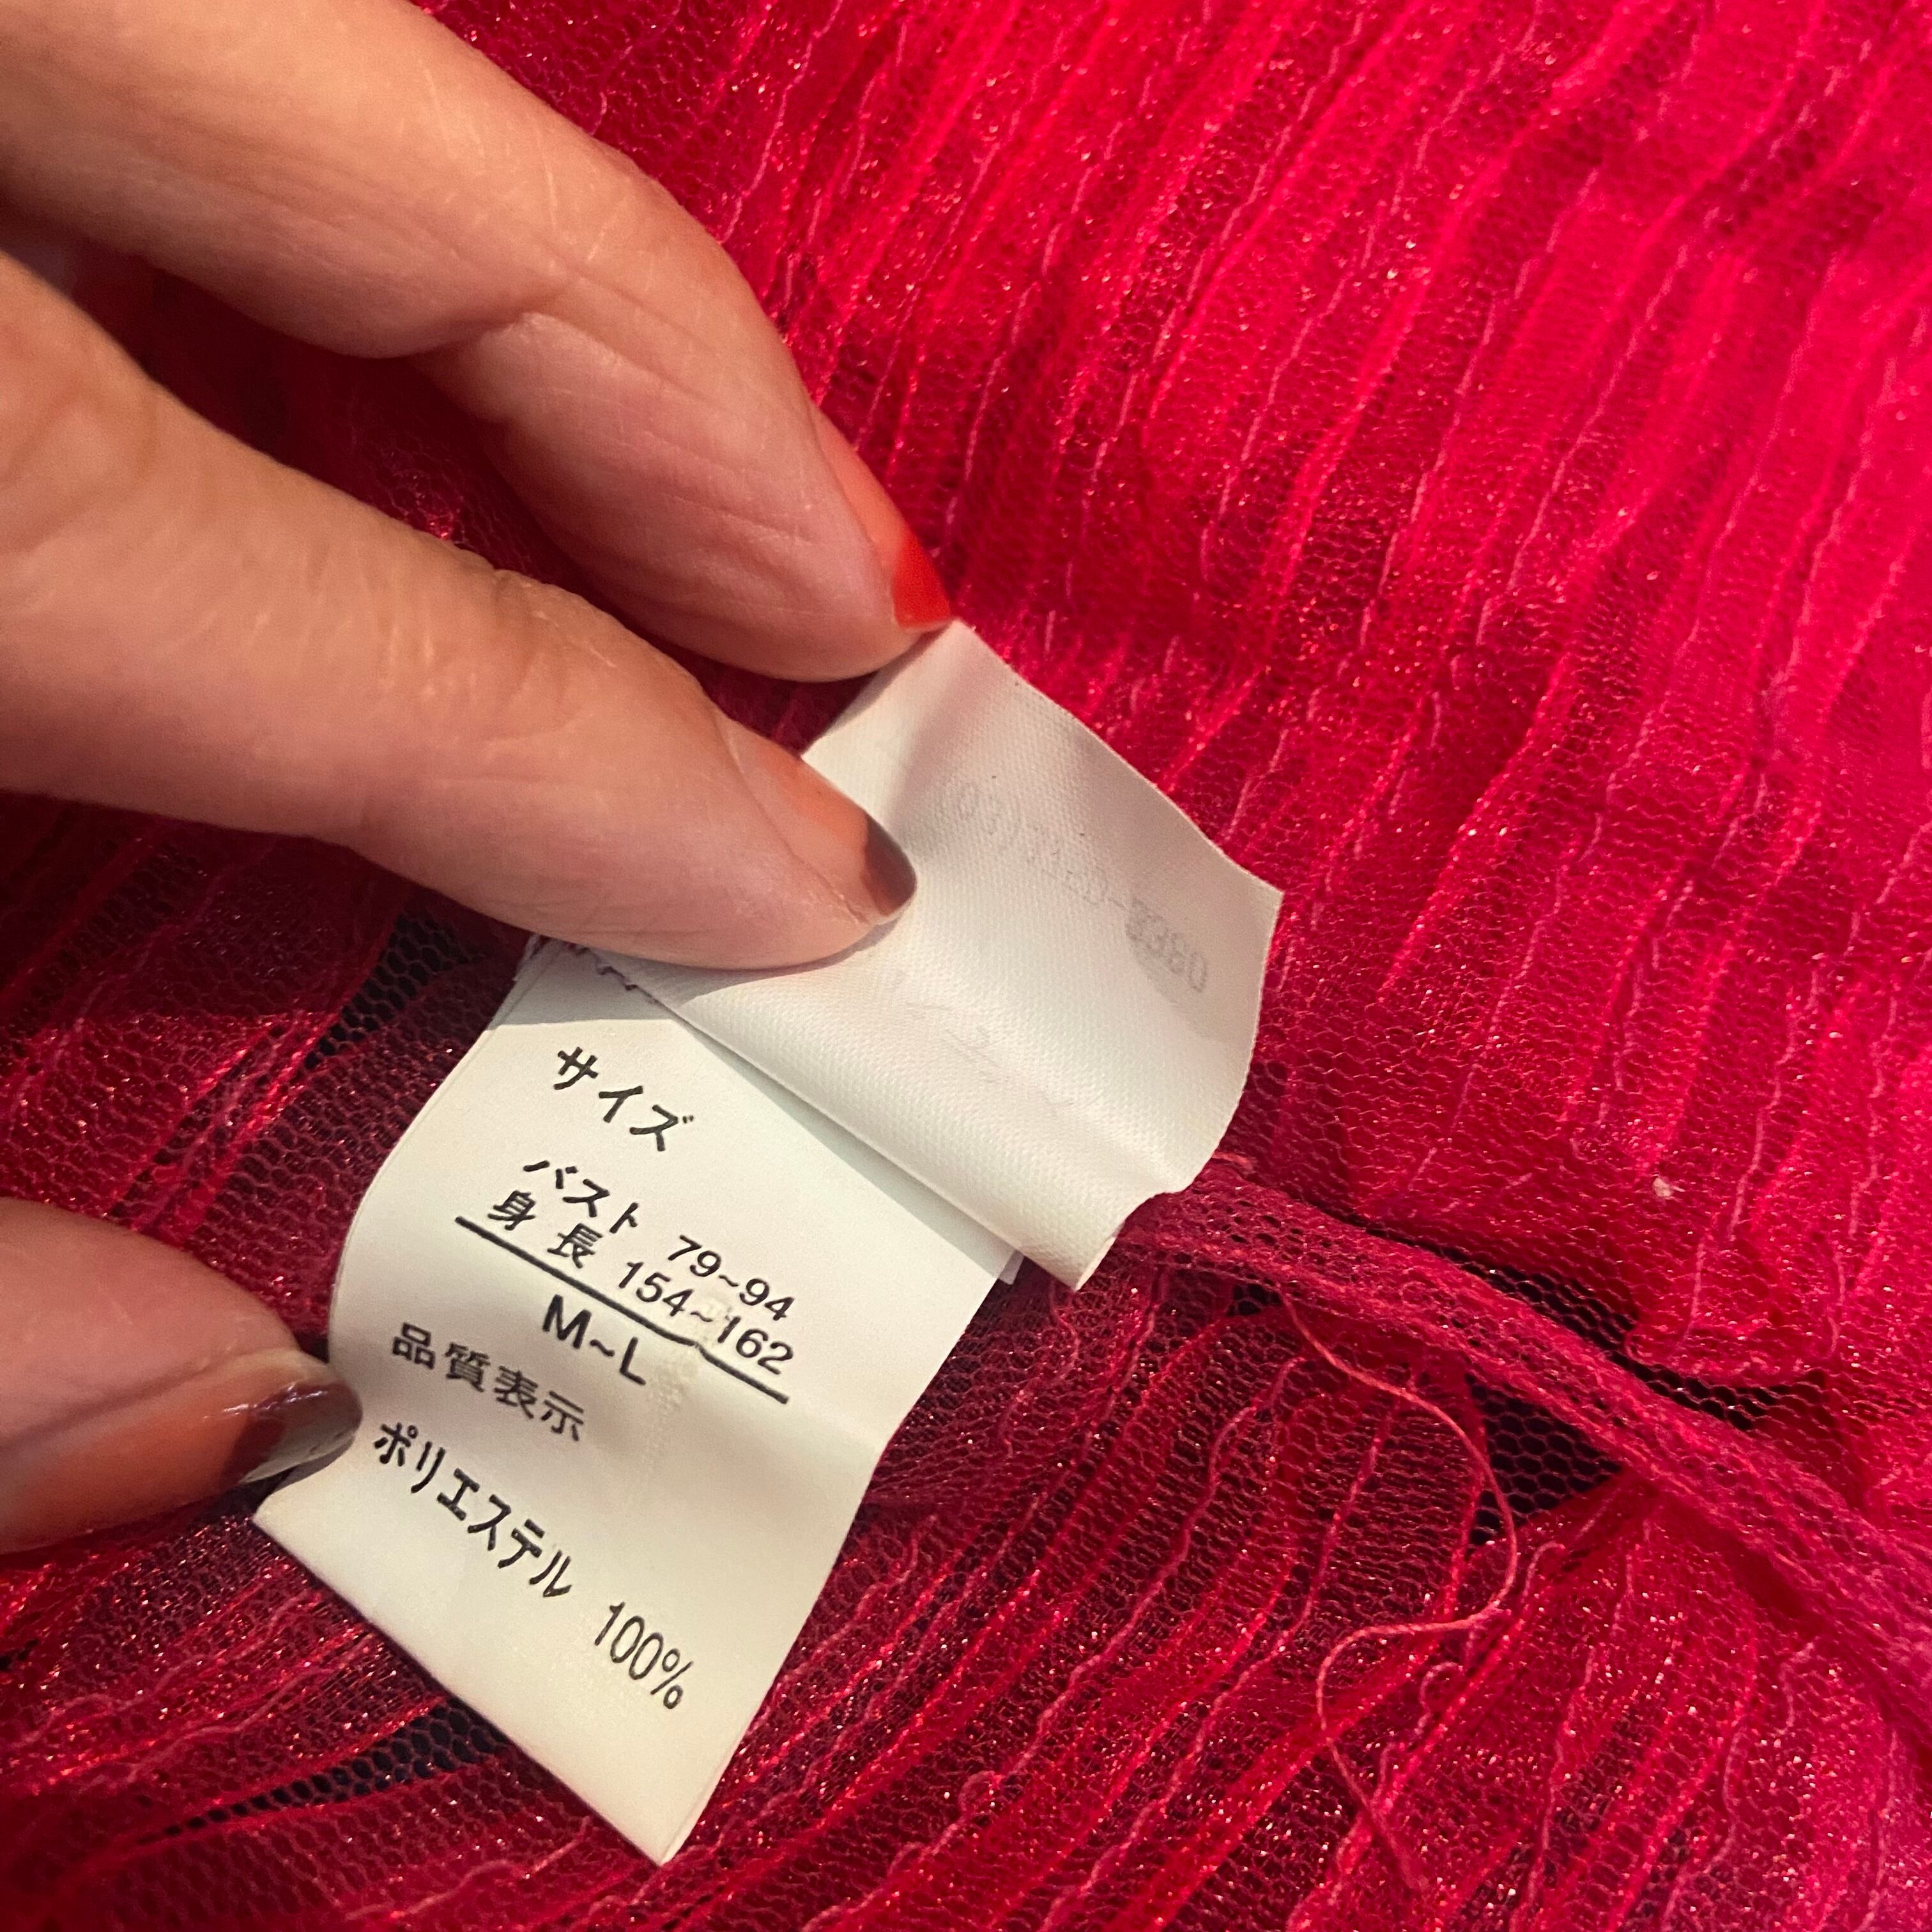 サイズ
バスト 79~94
身 長 154~162
M~L
品質表示
ポリエステル 100%